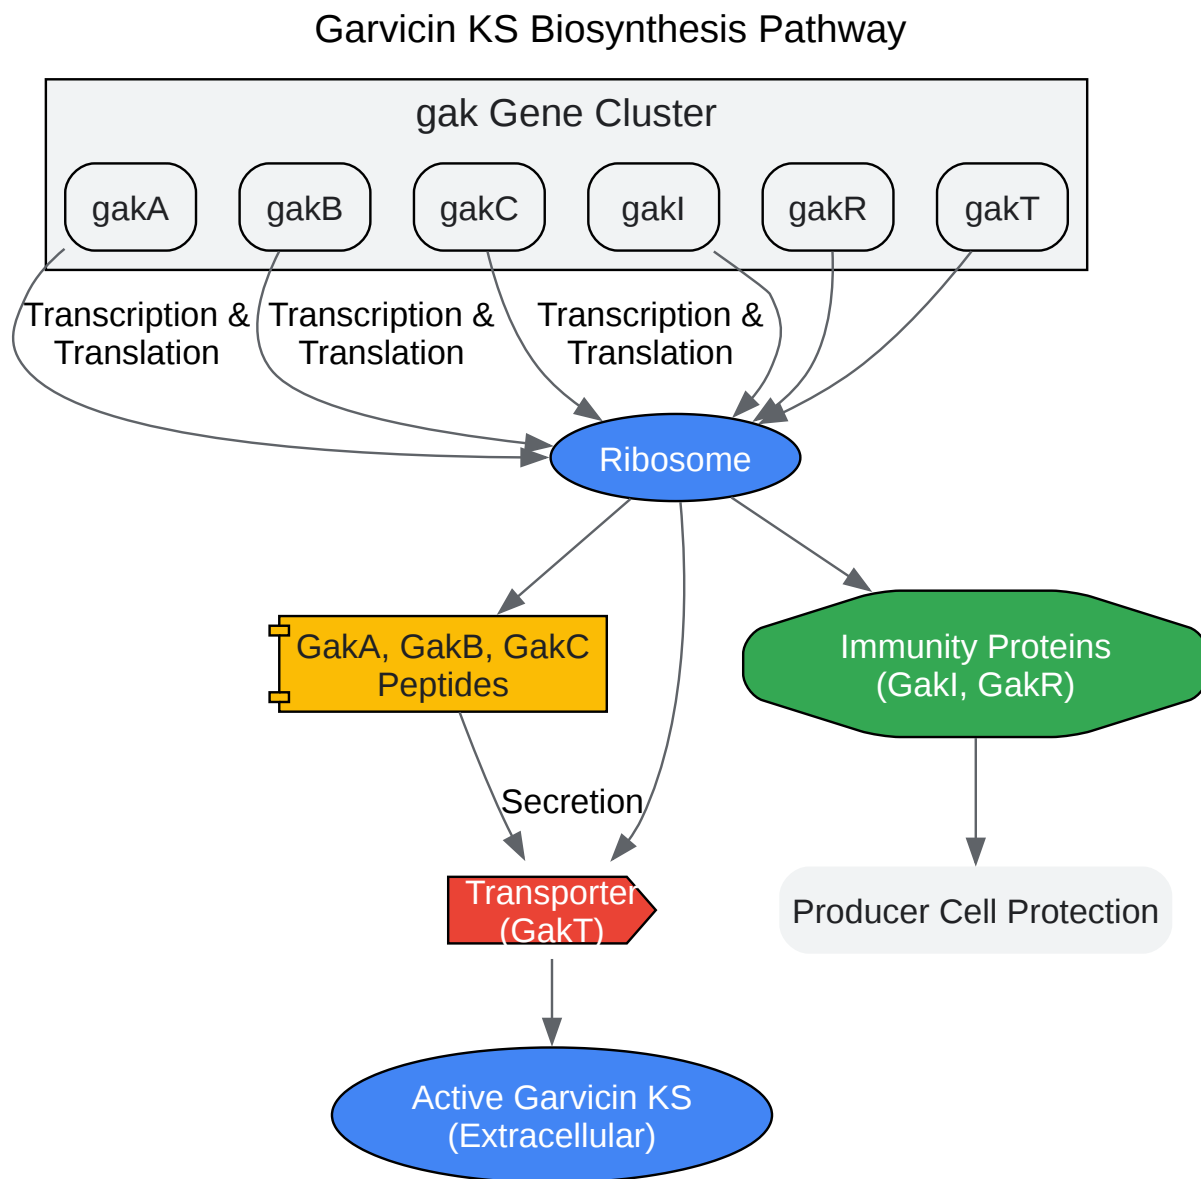 Garvicin KS Biosynthesis Pathway
gak Gene Cluster
gakA
gakB
gakC
gakI
gakR
gakT
Transcription &
Translation
Transcription &
Translation
Transcription &
Translation
Ribosome
GakA, GakB, GakC
Peptides
Immunity Proteins
(GakI, GakR)
Secretion
Transporter
(GakT)
Producer Cell Protection
Active Garvicin KS
(Extracellular)